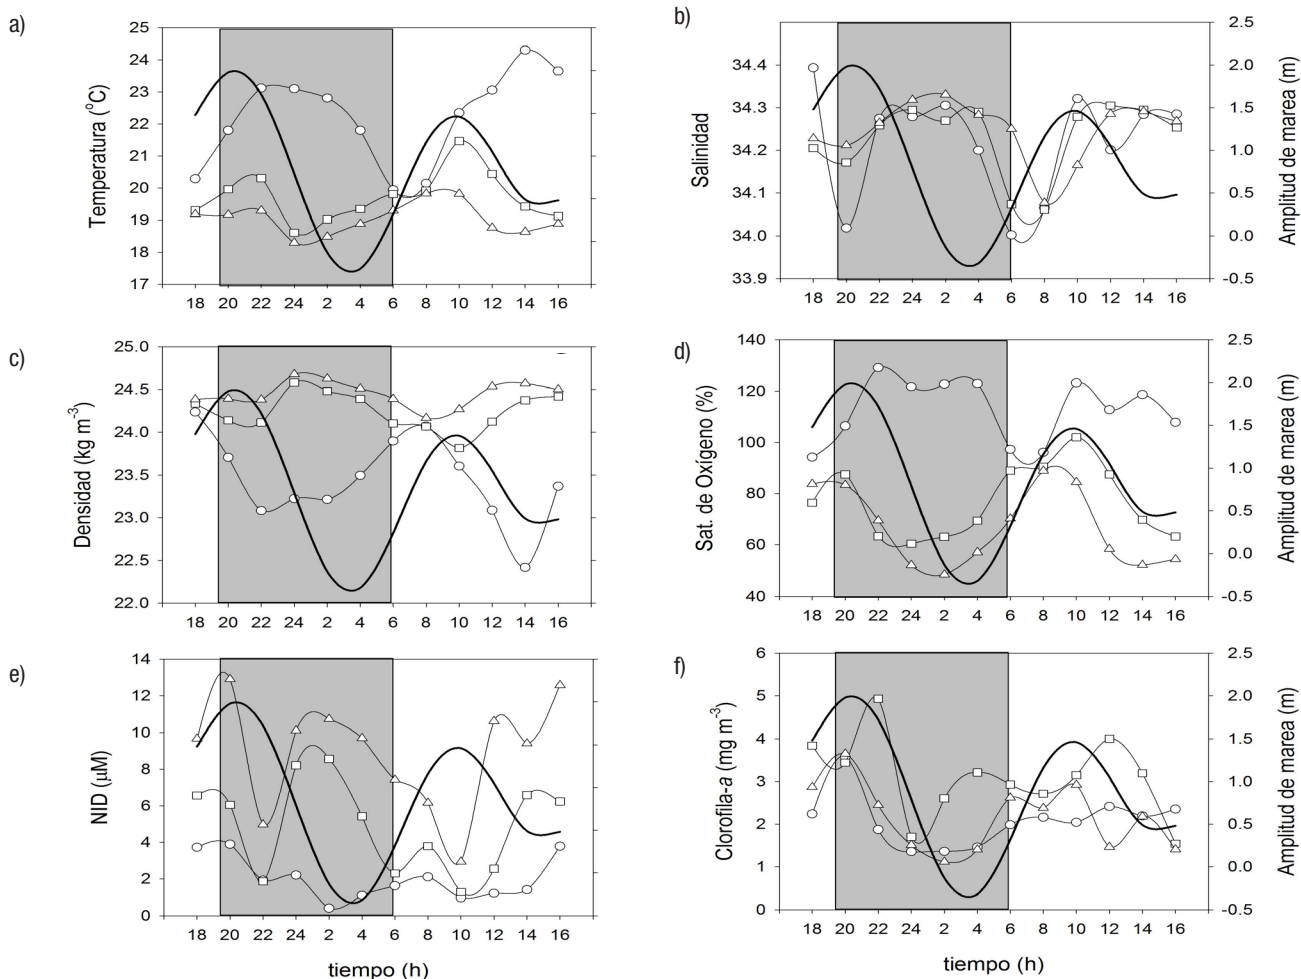 a)
Temperatura (°C)
25
24
23
22
21
20
19
18
17
18 20 22 24 2 4 6 8 10 12 14 16
b)
Salinidad
34.4
34.3
34.2
34.1
34.0
33.9
2.5
2.0
1.5
1.0
0.5
0.0
-0.5
Amplitud de marea (m)
18 20 22 24 2 4 6 8 10 12 14 16
c)
Densidad (kg m⁻³)
25.0
24.5
24.0
23.5
23.0
22.5
22.0
18 20 22 24 2 4 6 8 10 12 14 16
d)
Sat. de Oxígeno (%)
140
120
100
80
60
40
2.5
2.0
1.5
1.0
0.5
0.0
-0.5
Amplitud de marea (m)
18 20 22 24 2 4 6 8 10 12 14 16
e)
NID (µM)
14
12
10
8
6
4
2
0
18 20 22 24 2 4 6 8 10 12 14 16
tiempo (h)
f)
Clorofila-a (mg m⁻³)
6
5
4
3
2
1
0
2.5
2.0
1.5
1.0
0.5
0.0
-0.5
Amplitud de marea (m)
18 20 22 24 2 4 6 8 10 12 14 16
tiempo (h)